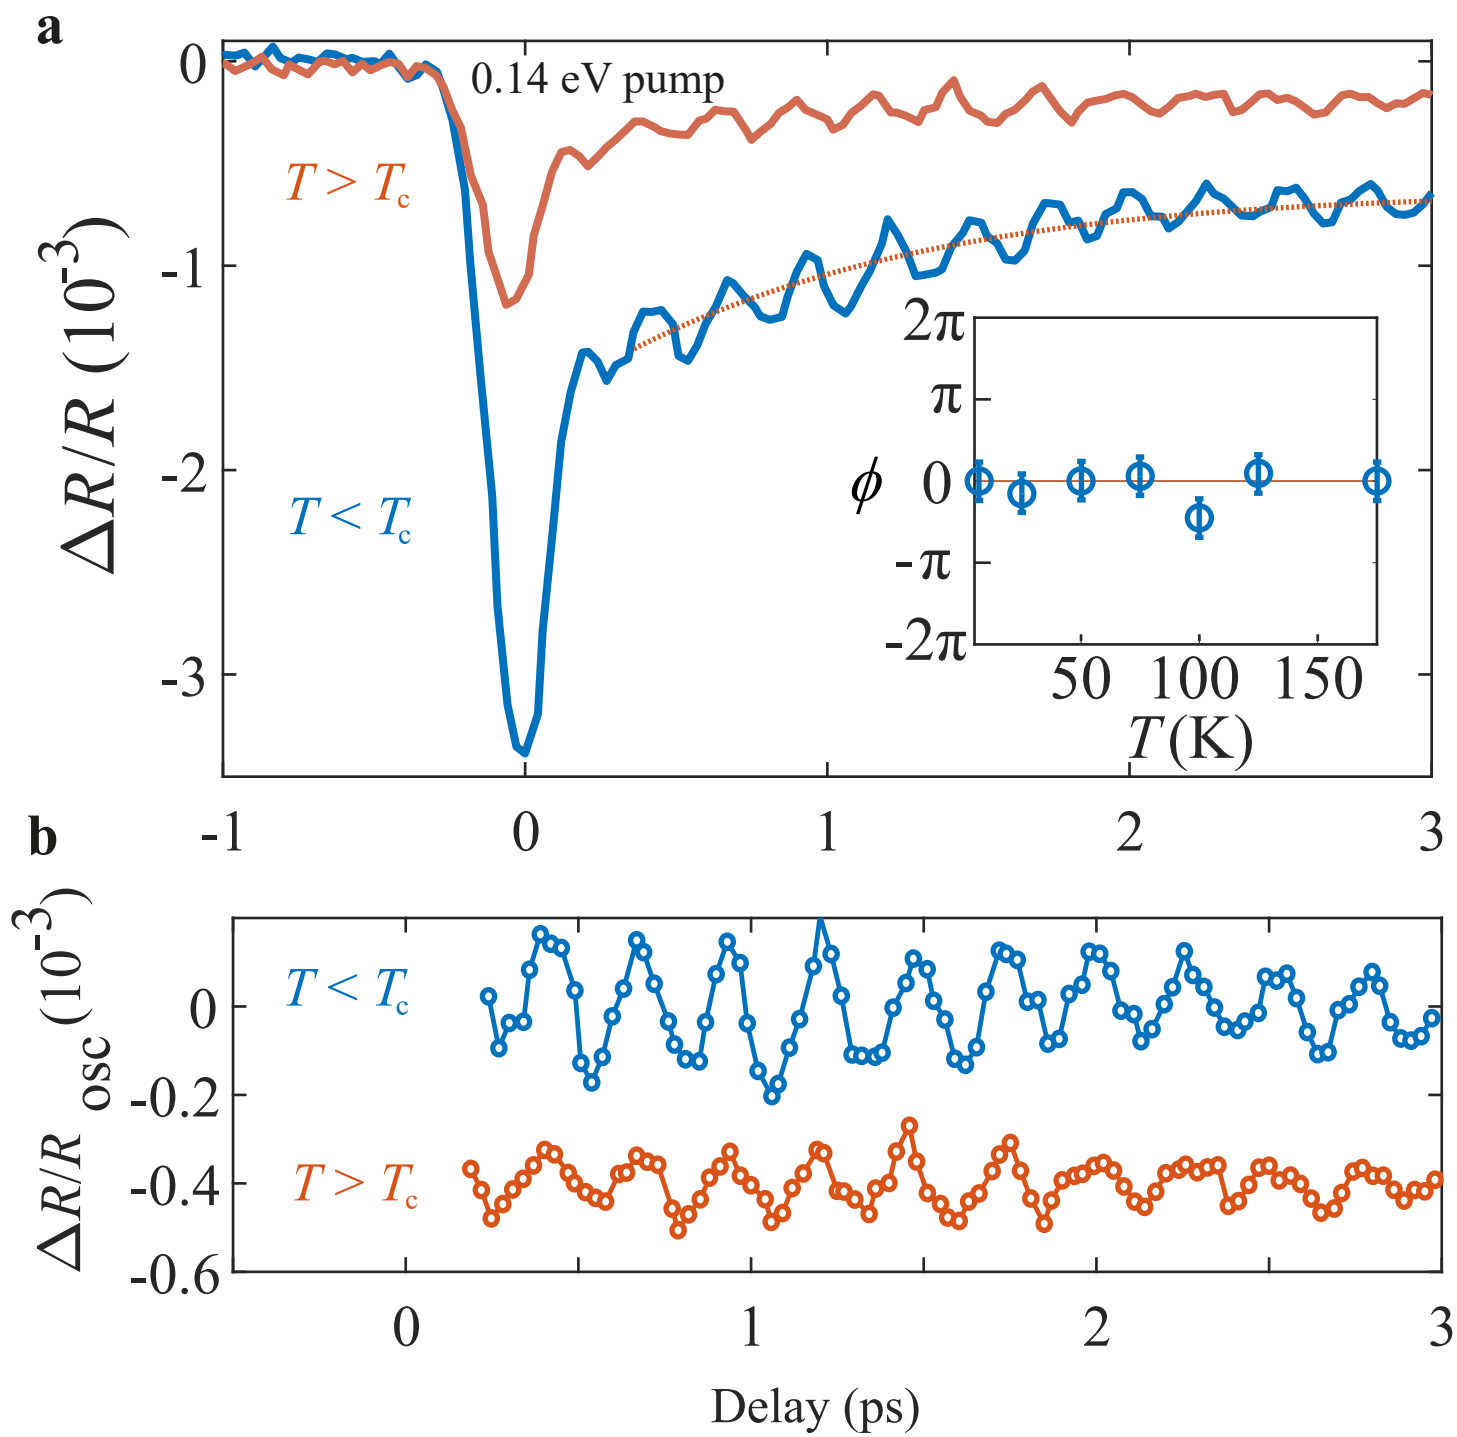 a
0
0.14 eV pump
T > Tc
-1
ΔR/R (10-3)
2π
π
ϕ 0
-2
T < Tc
-π
-2π
-3
50 100 150
T (K)
-1 0 1 2 3
b
ΔR/R osc (10-3)
T < Tc
0
-0.2
T > Tc
-0.4
-0.6
0 1 2 3
Delay (ps)